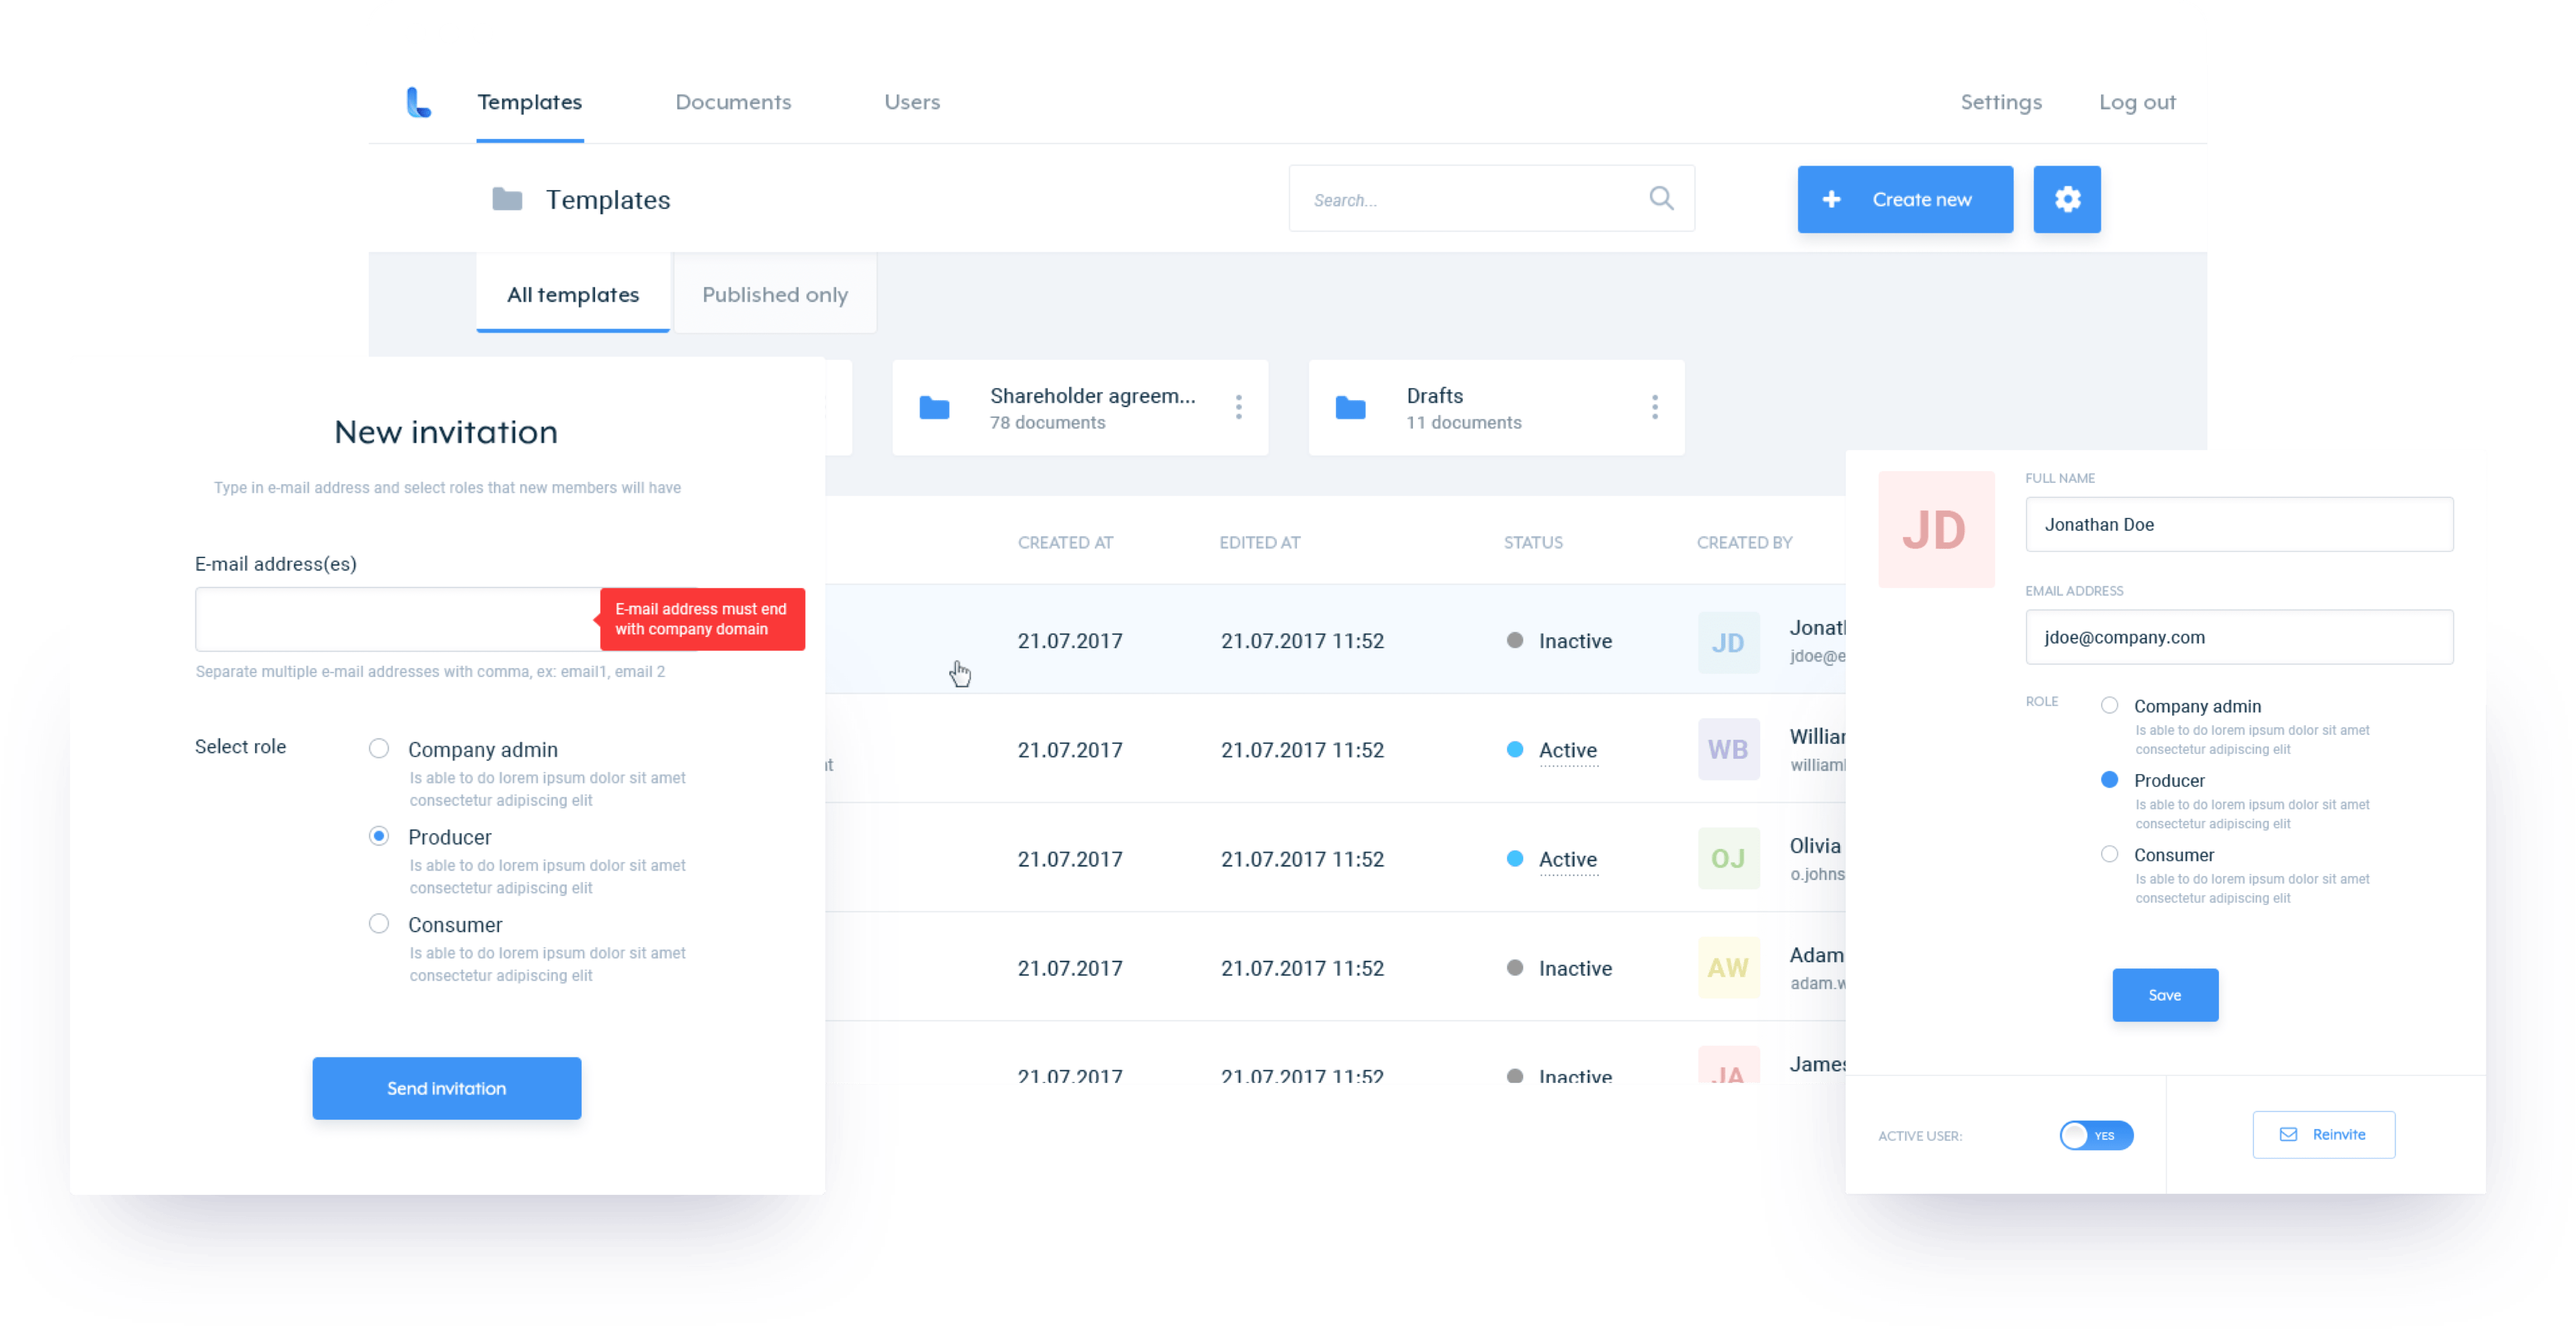 Templates
Documents
Users
Settings
Log out
Templates
Search...
Create new
All templates
Published only
Shareholder agreem...
78 documents
Drafts
11 documents
New invitation
Type in e-mail address and select roles that new members will have
E-mail address(es)
E-mail address must end
with company domain
Separate multiple e-mail addresses with comma, ex: email1, email 2
Select role
Company admin
Is able to do lorem ipsum dolor sit amet
consectetur adipiscing elit
Producer
Is able to do lorem ipsum dolor sit amet
consectetur adipiscing elit
Consumer
Is able to do lorem ipsum dolor sit amet
consectetur adipiscing elit
Send invitation
CREATED AT
EDITED AT
STATUS
CREATED BY
21.07.2017
21.07.2017 11:52
Inactive
JD
jdoe@e
21.07.2017
21.07.2017 11:52
Active
WB
21.07.2017
21.07.2017 11:52
Active
OJ
Olivia
o.johns
21.07.2017
21.07.2017 11:52
Inactive
AW
Adam
adam.w
21.07.2017
21.07.2017 11:52
Inactive
JA
James
JD
FULL NAME
Jonathan Doe
EMAIL ADDRESS
jdoe@company.com
ROLE
Company admin
Is able to do lorem ipsum dolor sit amet
consectetur adipiscing elit
Producer
Is able to do lorem ipsum dolor sit amet
consectetur adipiscing elit
Consumer
Is able to do lorem ipsum dolor sit amet
consectetur adipiscing elit
Save
ACTIVE USER:
YES
Reinvite